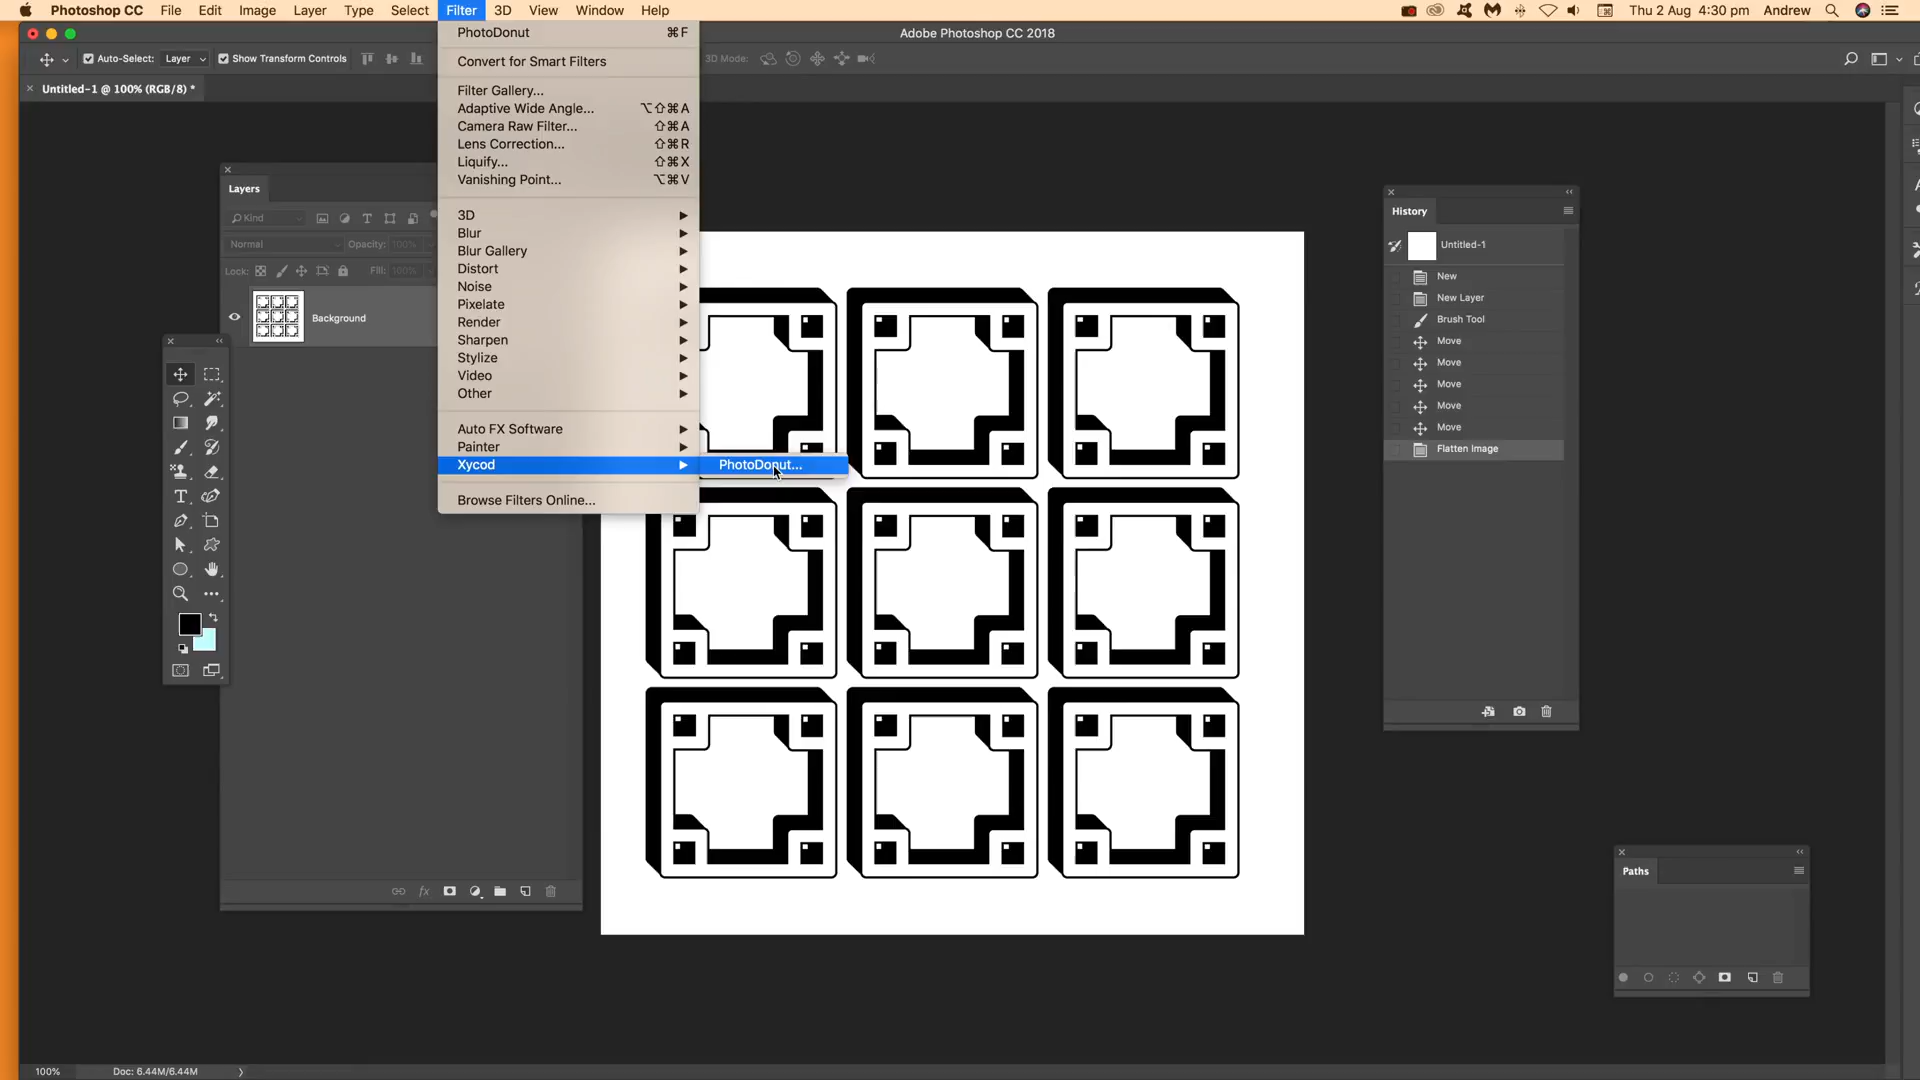 Photoshop CC File Edit Image Layer Type Select Filter 3D View Window Help Thu 2 Aug 4:30 pm Andrew
Adobe Photoshop CC 2018
Auto-Select: Layer Show Transform Controls 3D Mode:
Untitled-1 @ 100% (RGB/8) *
PhotoDonut ⌘F
Convert for Smart Filters
Filter Gallery...
Adaptive Wide Angle... ⌥⇧⌘A
Camera Raw Filter... ⇧⌘A
Lens Correction... ⇧⌘R
Liquify... ⇧⌘X
Vanishing Point... ⌥⌘V
3D
Blur
Blur Gallery
Distort
Noise
Pixelate
Render
Sharpen
Stylize
Video
Other
Auto FX Software
Painter
Xycod
PhotoDonut...
Browse Filters Online...
Layers
Kind
Normal Opacity: 100%
Lock: Fill: 100%
Background
fx
History
Untitled-1
New
New Layer
Brush Tool
Move
Move
Move
Move
Move
Flatten Image
Paths
100% Doc: 6.44M/6.44M